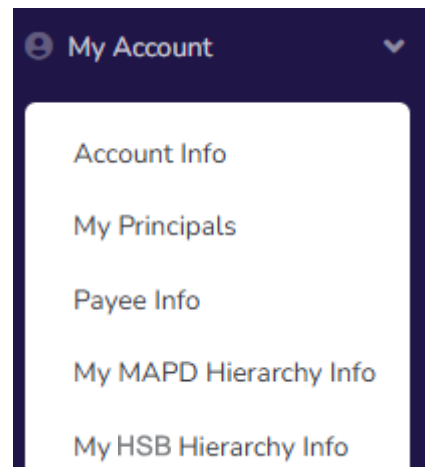 My Account
Account Info
My Principals
Payee Info
My MAPD Hierarchy Info
My HSB Hierarchy Info